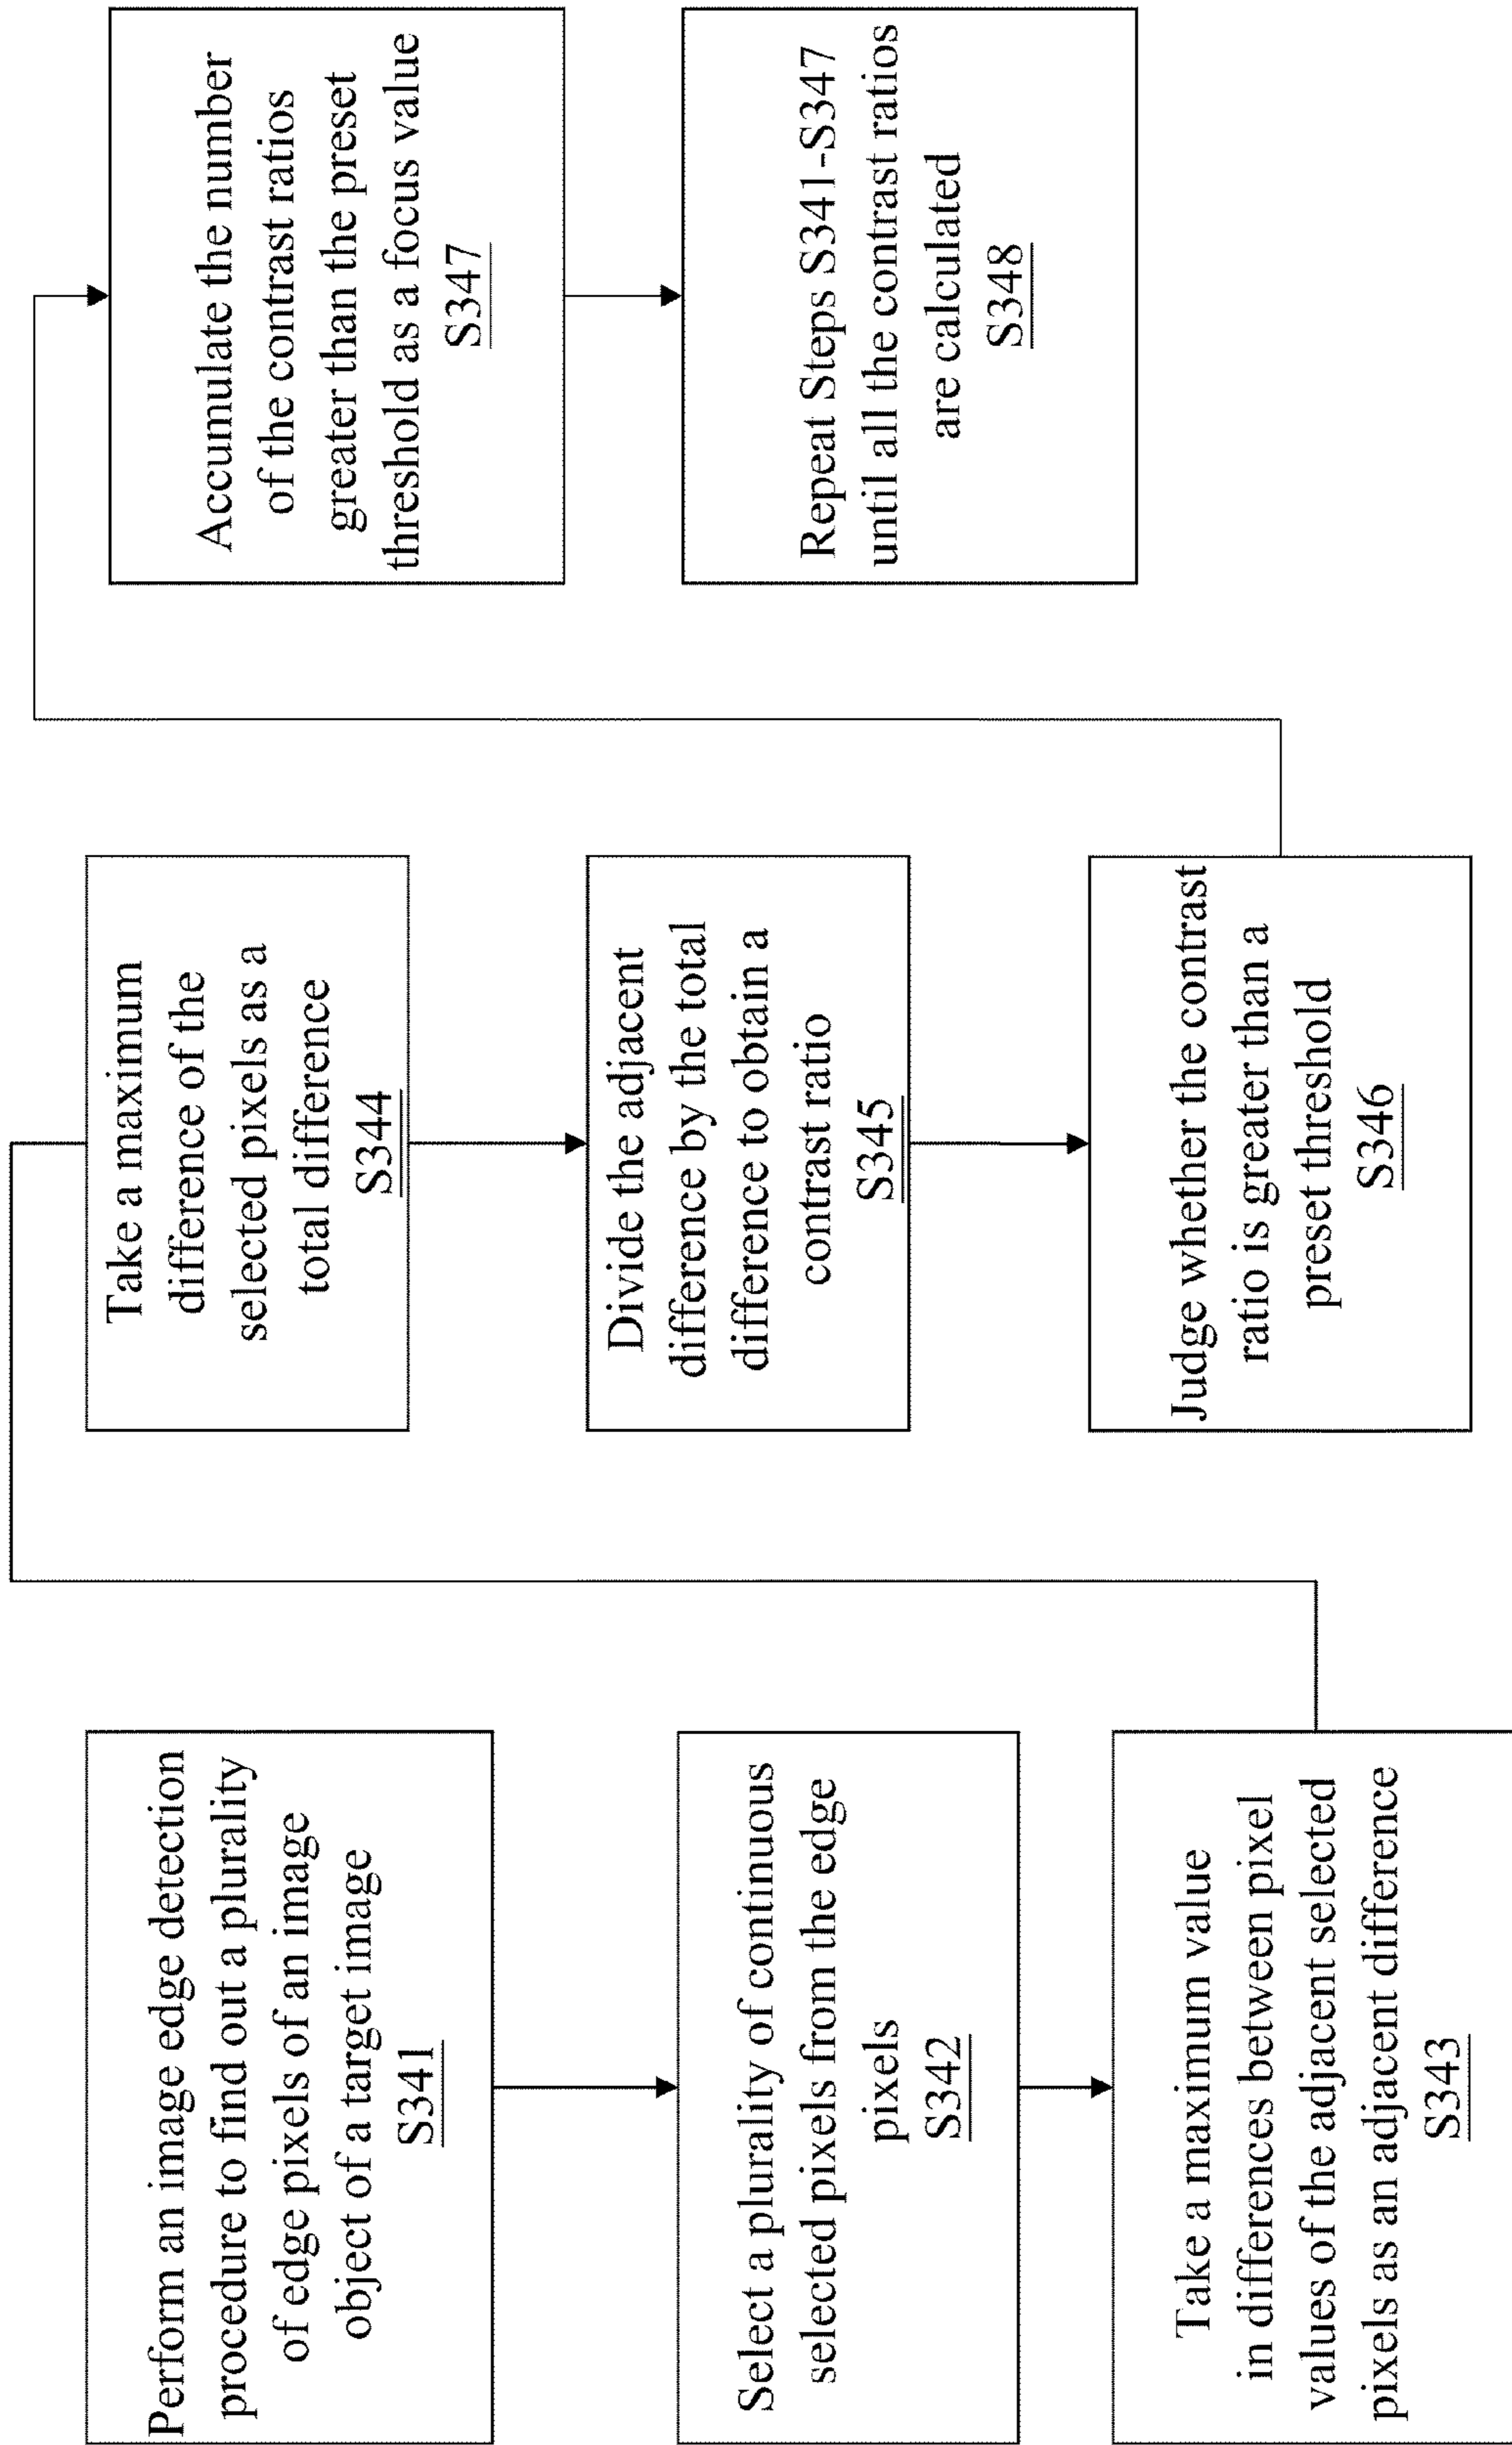 Perform an image edge detection
procedure to find out a plurality
of edge pixels of an image
object of a target image
S341
Select a plurality of continuous
selected pixels from the edge
pixels
S342
Take a maximum value
in differences between pixel
values of the adjacent selected
pixels as an adjacent difference
S343
Take a maximum
difference of the
selected pixels as a
total difference
S344
Divide the adjacent
difference by the total
difference to obtain a
contrast ratio
S345
Judge whether the contrast
ratio is greater than a
preset threshold
S346
Accumulate the number
of the contrast ratios
greater than the preset
threshold as a focus value
S347
Repeat Steps S341-S347
until all the contrast ratios
are calculated
S348